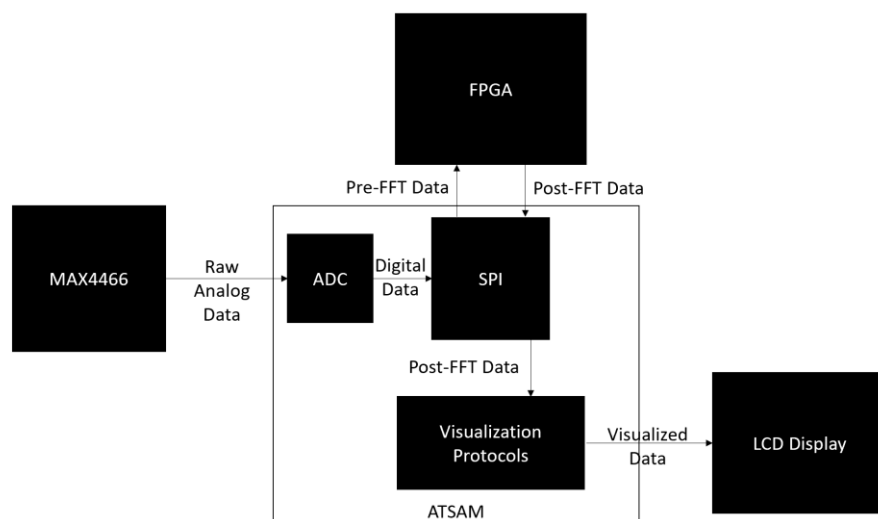 FPGA
Pre-FFT Data
Post-FFT Data
MAX4466
Raw
Analog
Data
ADC
Digital
Data
SPI
Post-FFT Data
Visualization
Protocols
Visualized
Data
LCD Display
ATSAM